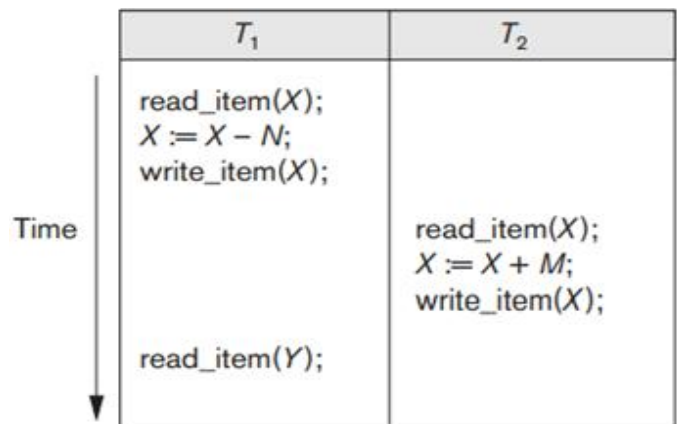 T₁ T₂
read_item(X);
X := X – N;
write_item(X);
Time
read_item(X);
X := X + M;
write_item(X);
read_item(Y);